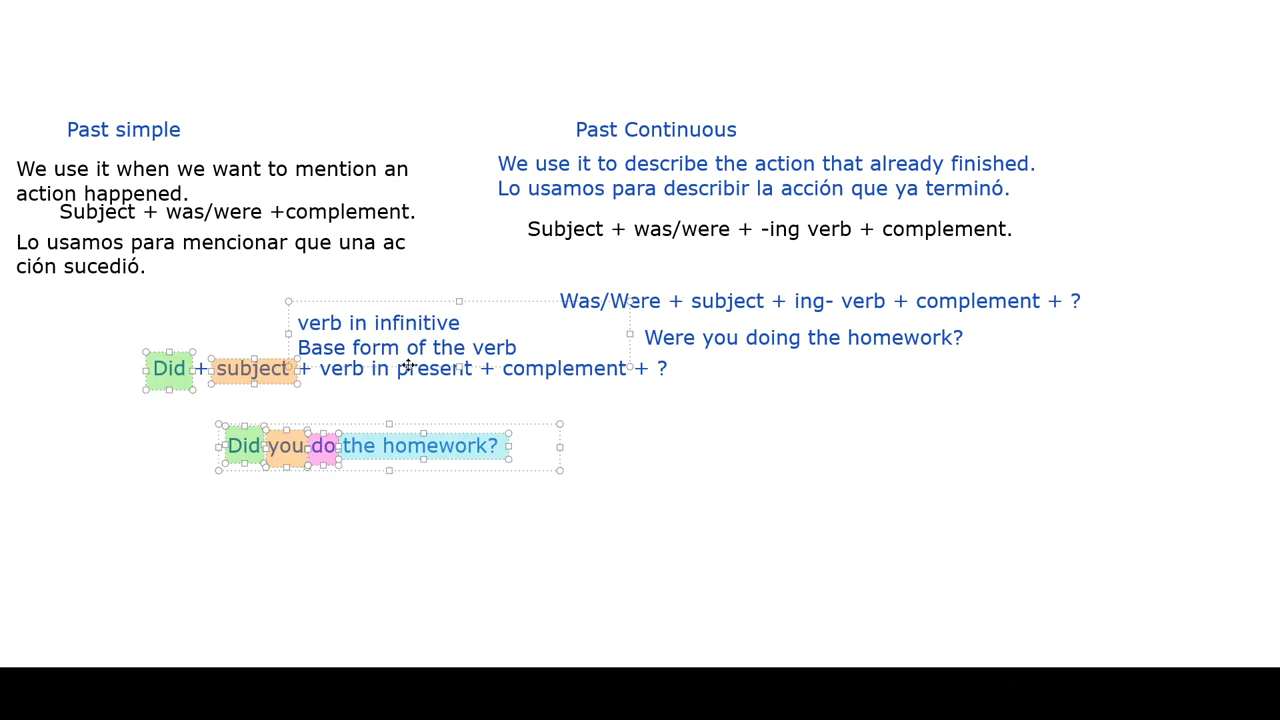 Past simple
We use it when we want to mention an
action happened.
Subject + was/were +complement.
Lo usamos para mencionar que una ac
ción sucedió.
Past Continuous
We use it to describe the action that already finished.
Lo usamos para describir la acción que ya terminó.
Subject + was/were + -ing verb + complement.
Was/Were + subject + ing- verb + complement + ?
Were you doing the homework?
verb in infinitive
Base form of the verb
Did + subject + verb in present + complement + ?
Did you do the homework?